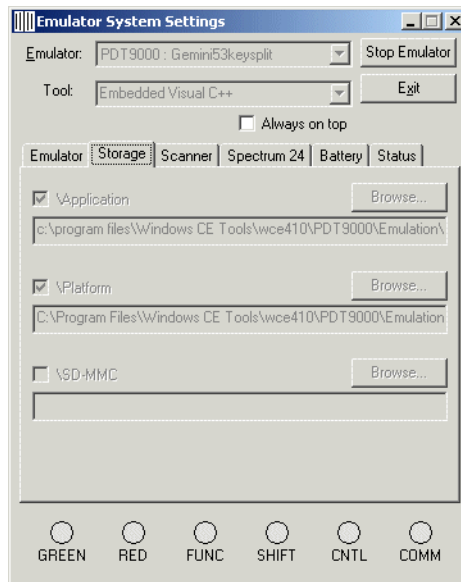 Emulator System Settings
Emulator: PDT9000 : Gemini53keysplit Stop Emulator
Tool: Embedded Visual C++ Exit
Always on top
Emulator Storage Scanner Spectrum 24 Battery Status
\Application Browse...
c:\program files\Windows CE Tools\wce410\PDT9000\Emulation\
\Platform Browse...
C:\Program Files\Windows CE Tools\wce410\PDT9000\Emulation
\SD-MMC Browse...
GREEN RED FUNC SHIFT CNTL COMM